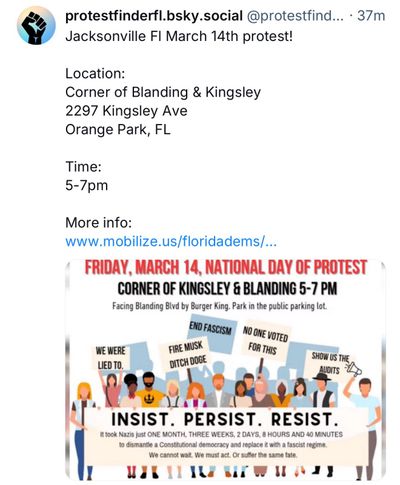 protestfinderfl.bsky.social @protestfind... · 37m
Jacksonville Fl March 14th protest!
Location:
Corner of Blanding & Kingsley
2297 Kingsley Ave
Orange Park, FL
Time:
5-7pm
More info:
www.mobilize.us/floridadems/...
FRIDAY, MARCH 14, NATIONAL DAY OF PROTEST
CORNER OF KINGSLEY & BLANDING 5-7 PM
Facing Blanding Blvd by Burger King. Park in the public parking lot.
END FASCISM
NO ONE VOTED
FOR THIS
WE WERE
LIED TO.
FIRE MUSK
DITCH DOGE
SHOW US THE
AUDITS
INSIST. PERSIST. RESIST.
It took Nazis just ONE MONTH, THREE WEEKS, 2 DAYS, 8 HOURS AND 40 MINUTES
to dismantle a Constitutional democracy and replace it with a fascist regime.
We cannot wait. We must act. Or suffer the same fate.